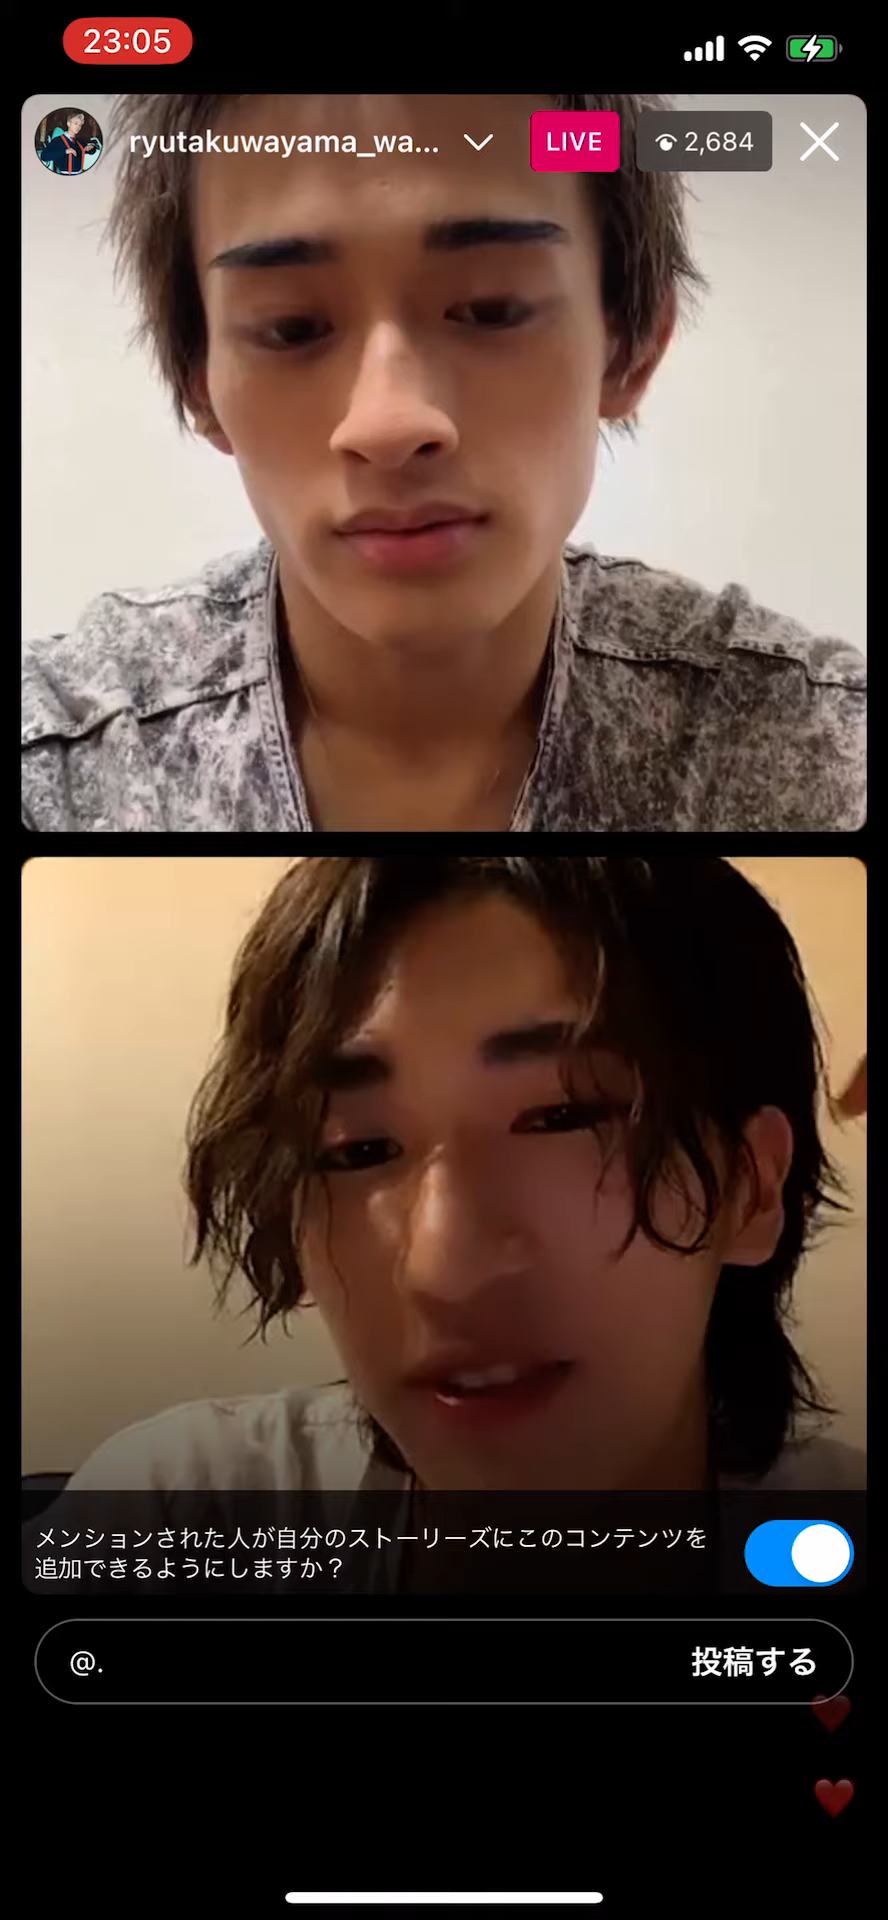 23:05
ryutakuwayama_wa...
LIVE
2,684
メンションされた人が自分のストーリーズにこのコンテンツを
追加できるようにしますか？
@.
投稿する